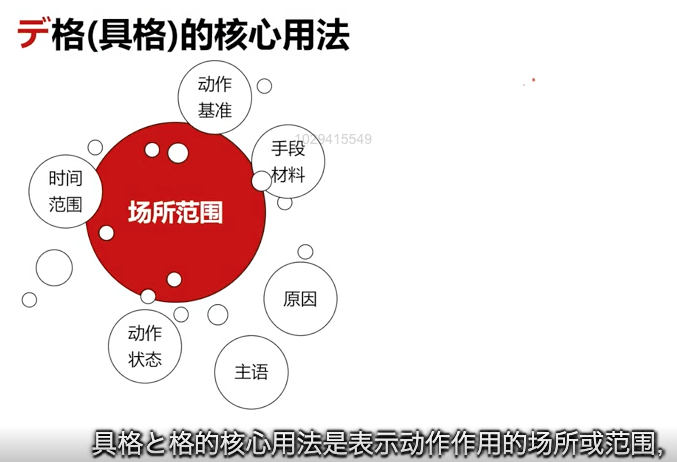 デ格(具格)的核心用法
动作
基准
1029415549
手段
材料
时间
范围
场所范围
原因
动作
状态
主语
具格と格的核心用法是表示动作作用的场所或范围,